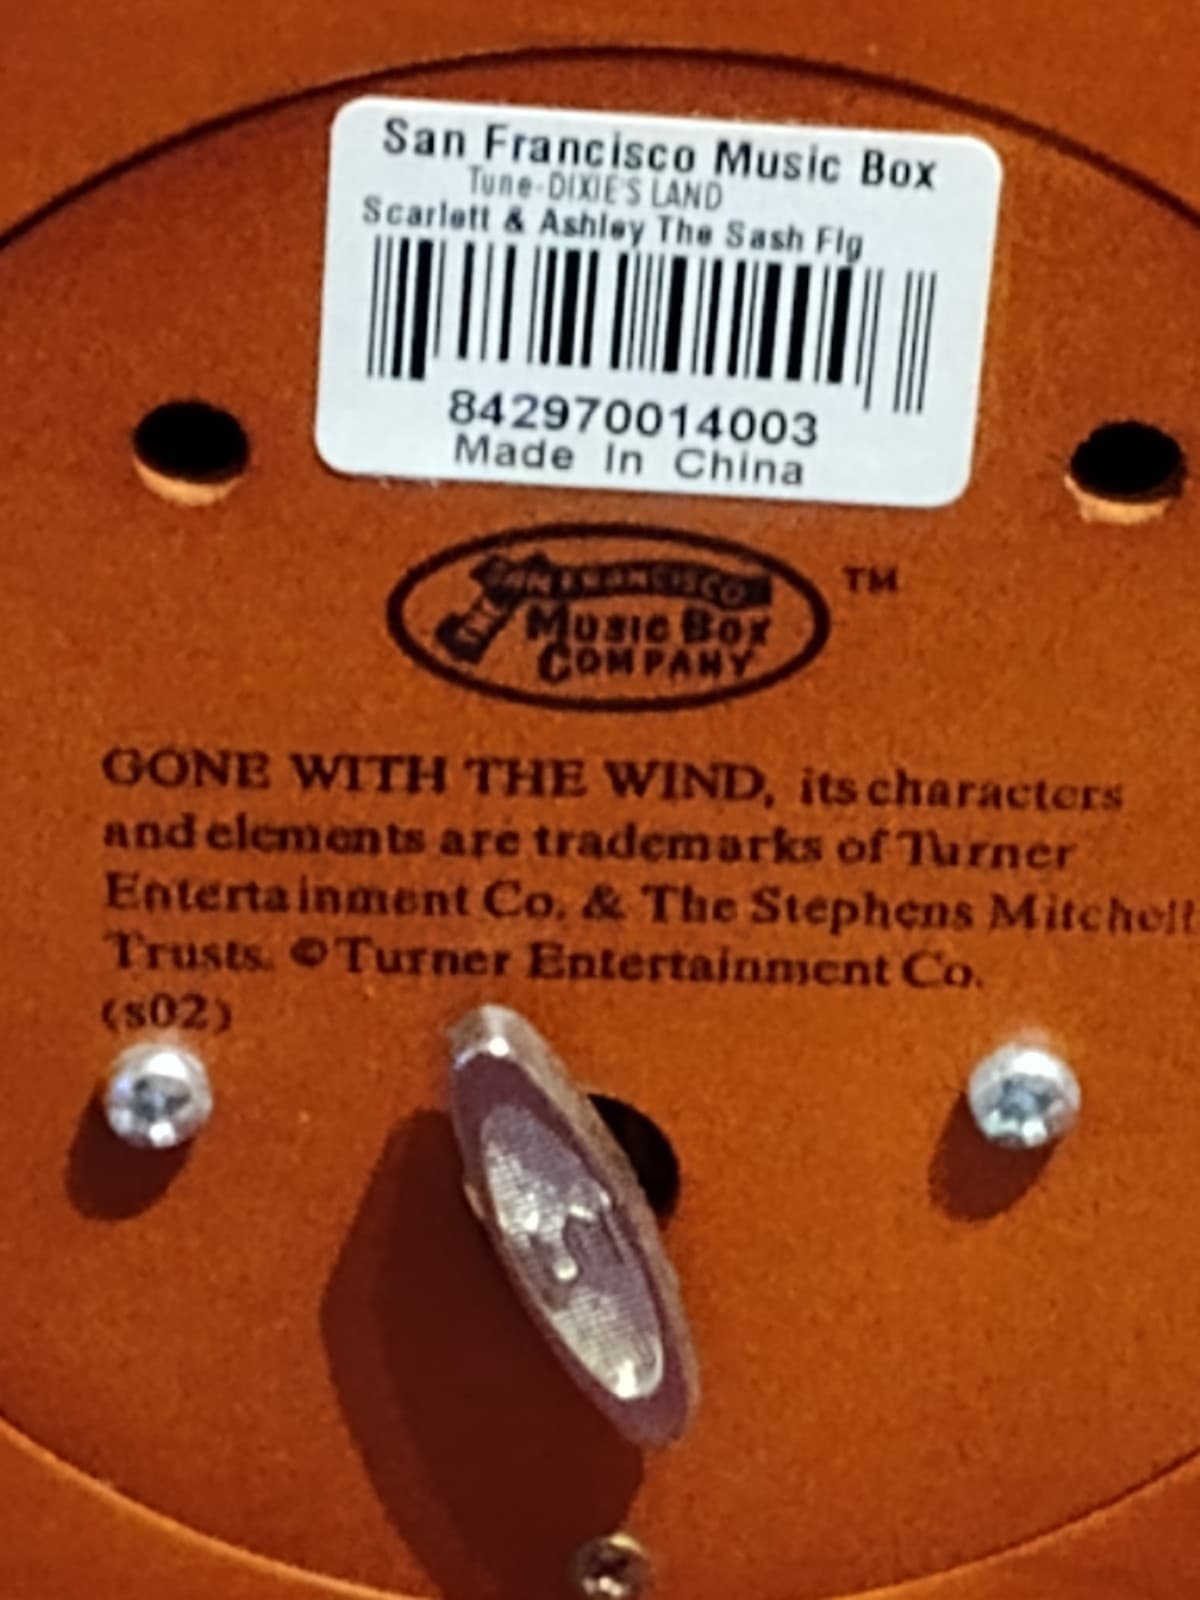 San Francisco Music Box
Tune-DIXIE'S LAND
Scarlett & Ashley The Sash Fig
842970014003
Made In China
SAN FRANCISCO
MUSIC BOX
COMPANY
TM
GONE WITH THE WIND, its characters
and elements are trademarks of Turner
Entertainment Co. & The Stephens Mitchell
Trusts. © Turner Entertainment Co.
(s02)